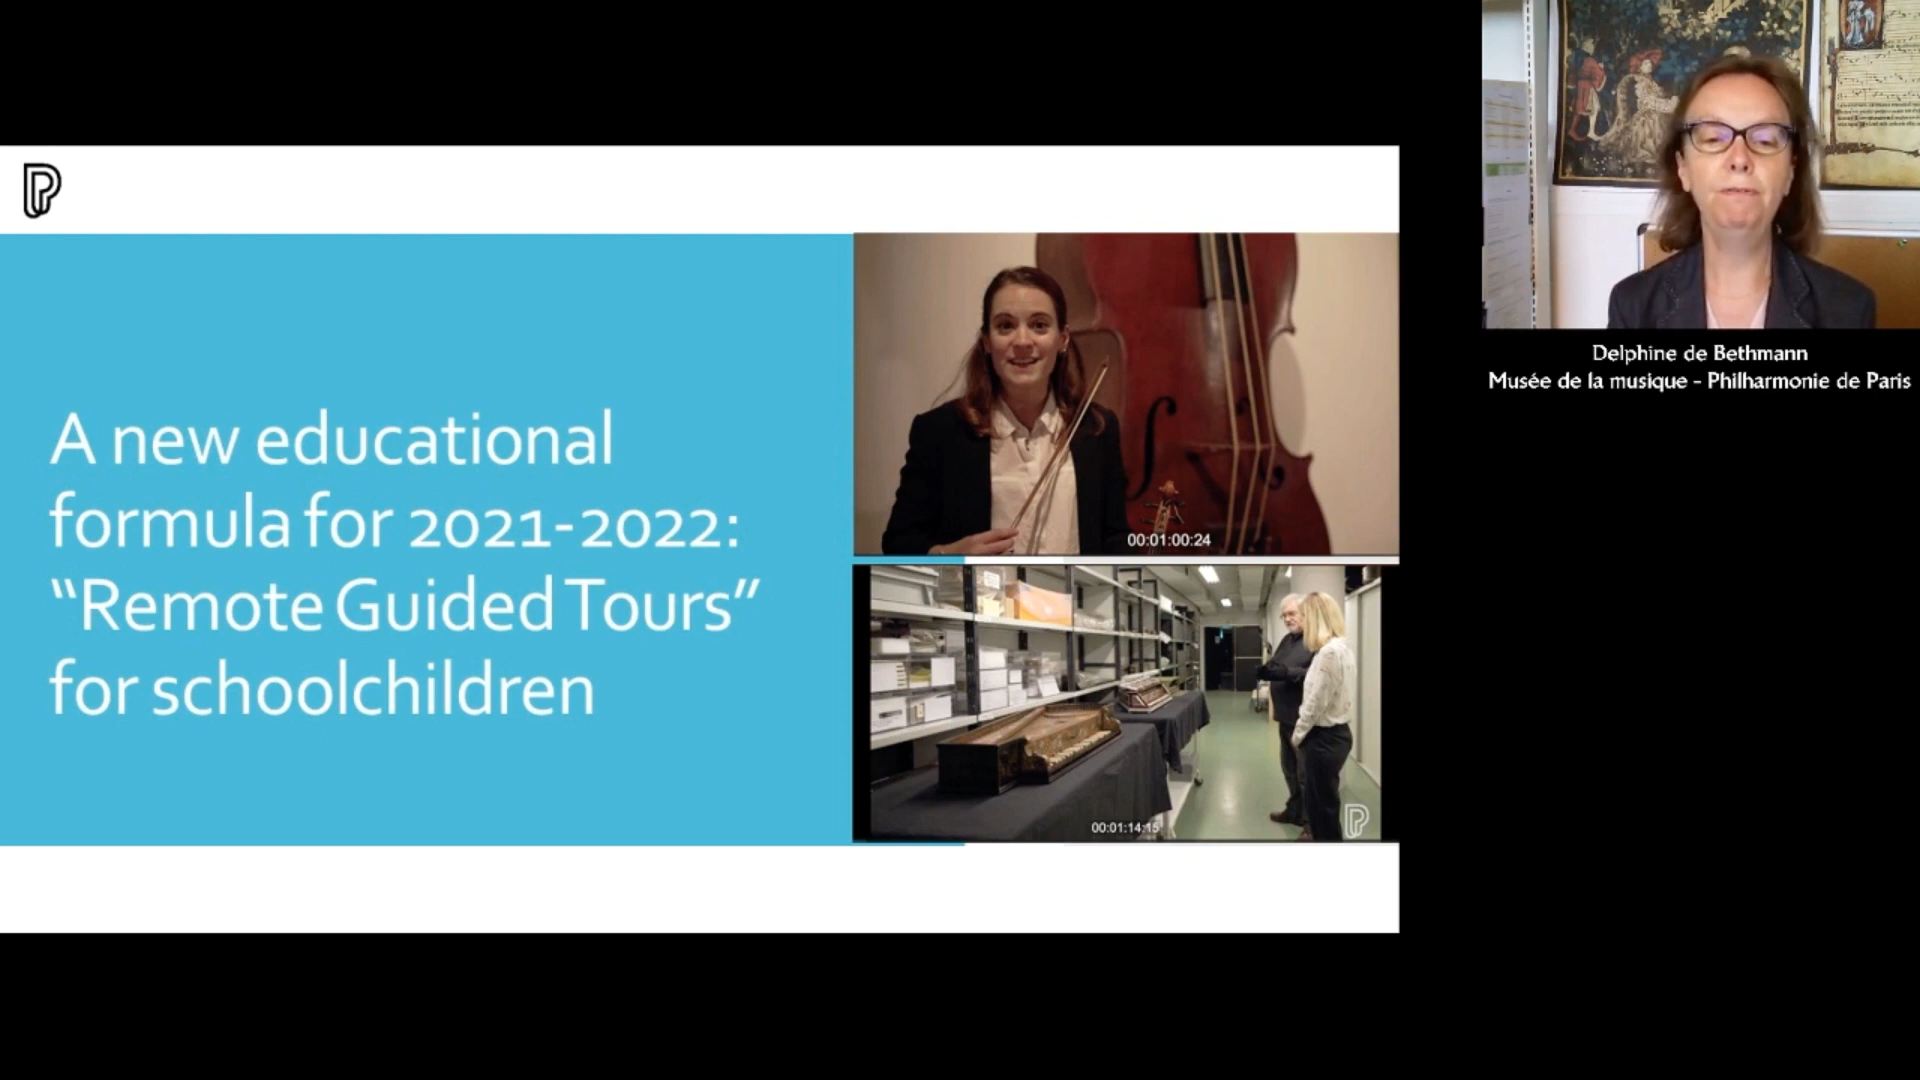 A new educational
formula for 2021-2022:
“Remote Guided Tours”
for schoolchildren
00:01:00:24
00:01:14:15
Delphine de Bethmann
Musée de la musique - Philharmonie de Paris